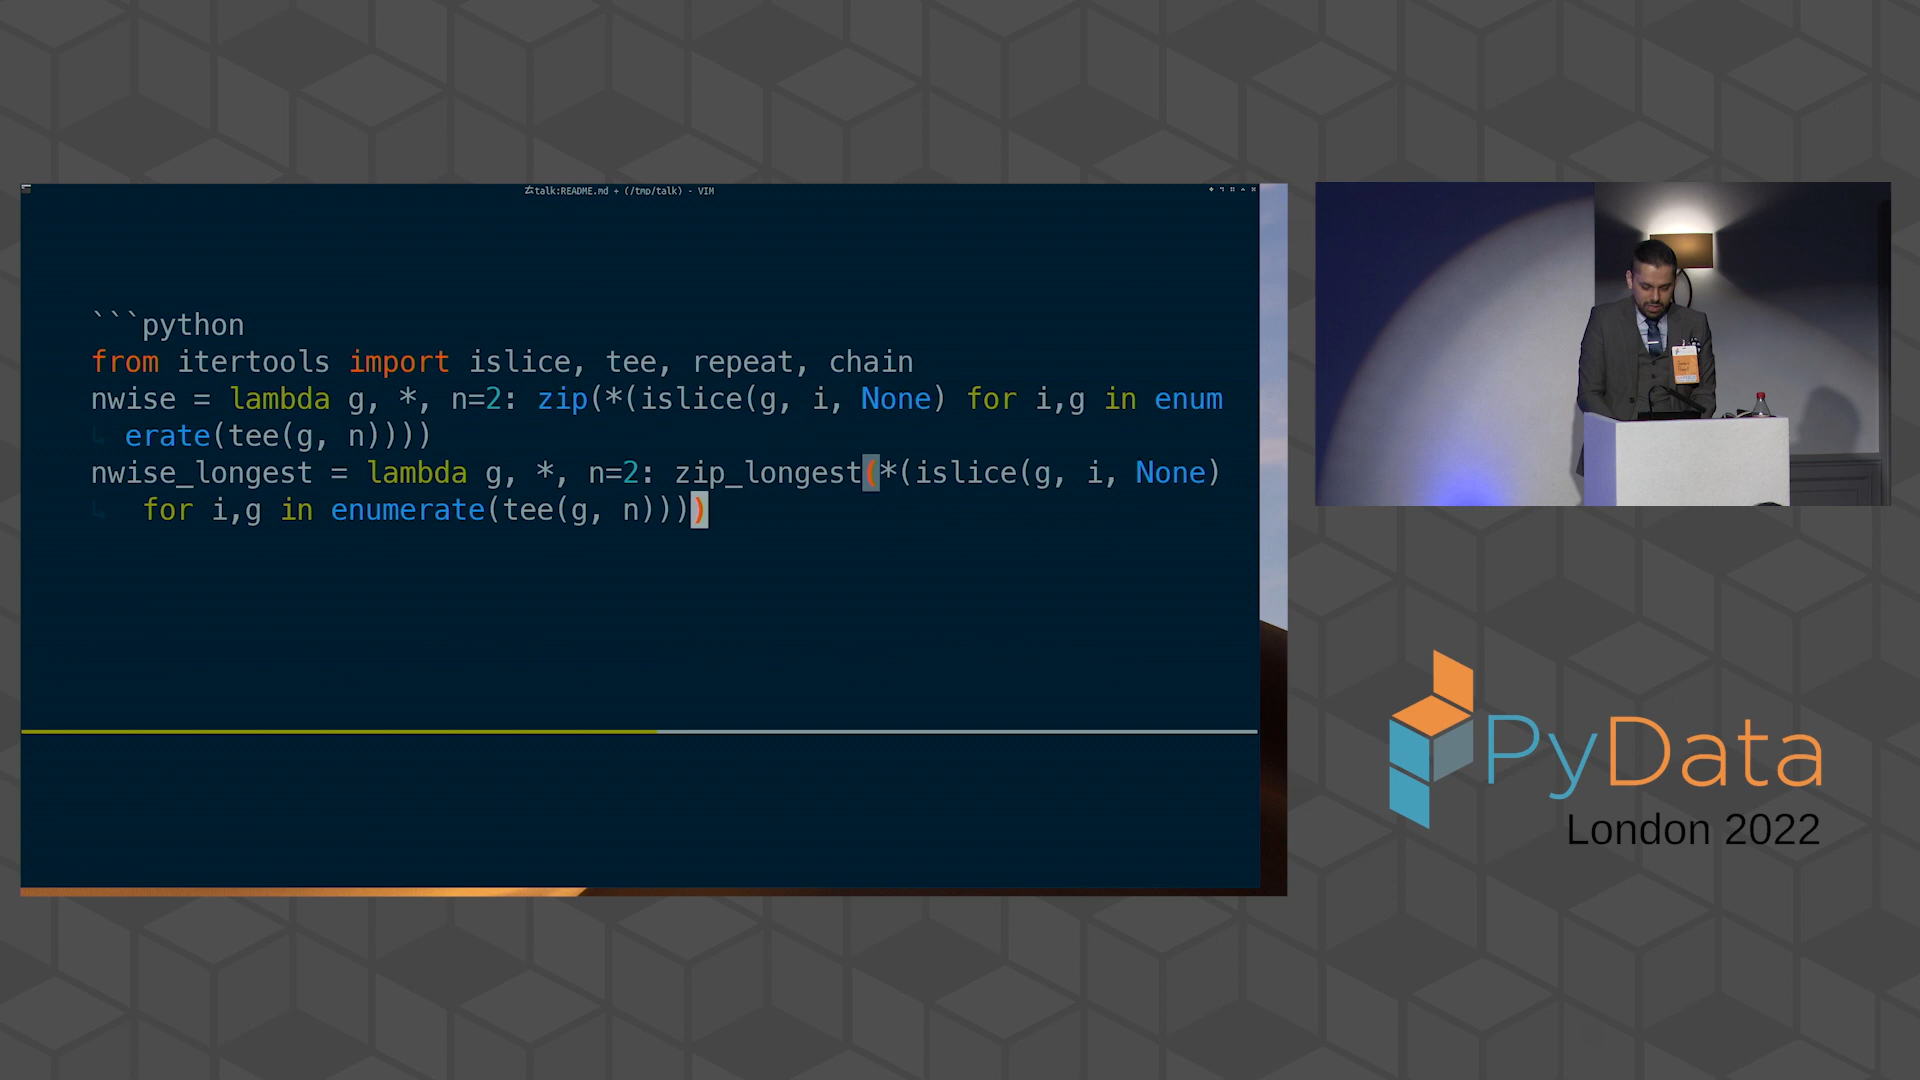 talk:README.md + (/tmp/talk) - VIM
```python
from itertools import islice, tee, repeat, chain
nwise = lambda g, *, n=2: zip(*(islice(g, i, None) for i,g in enum
erate(tee(g, n))))
nwise_longest = lambda g, *, n=2: zip_longest(*(islice(g, i, None)
for i,g in enumerate(tee(g, n))))
PyData
London 2022